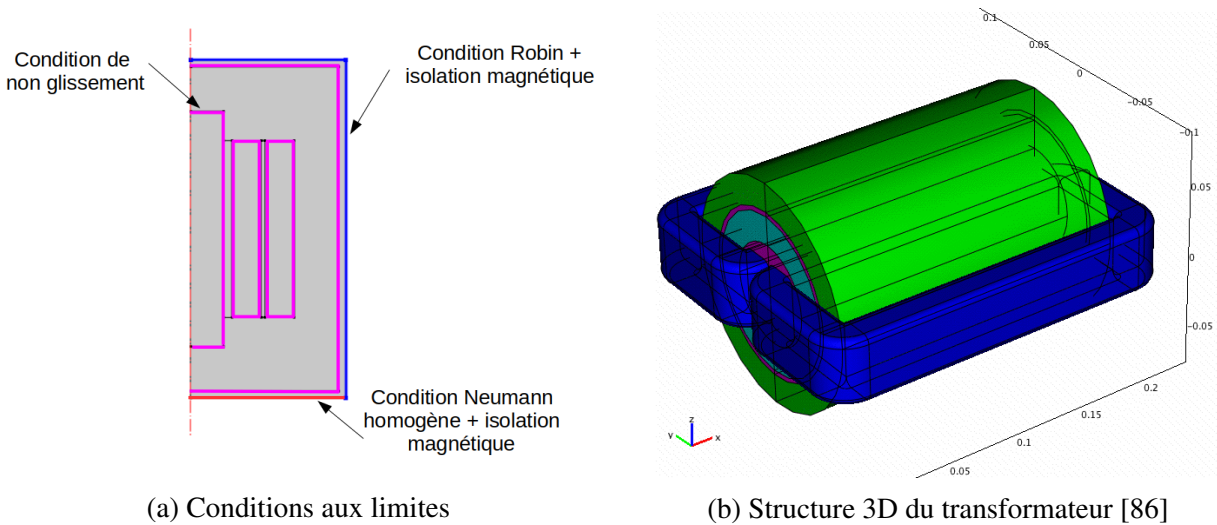 Condition de
non glissement
Condition Robin +
isolation magnétique
Condition Neumann
homogène + isolation
magnétique
(a) Conditions aux limites
0.1
0.05
0
-0.05
-0.1
0.05
0
-0.05
0.2
0.15
0.1
0.05
z
y
x
(b) Structure 3D du transformateur [86]